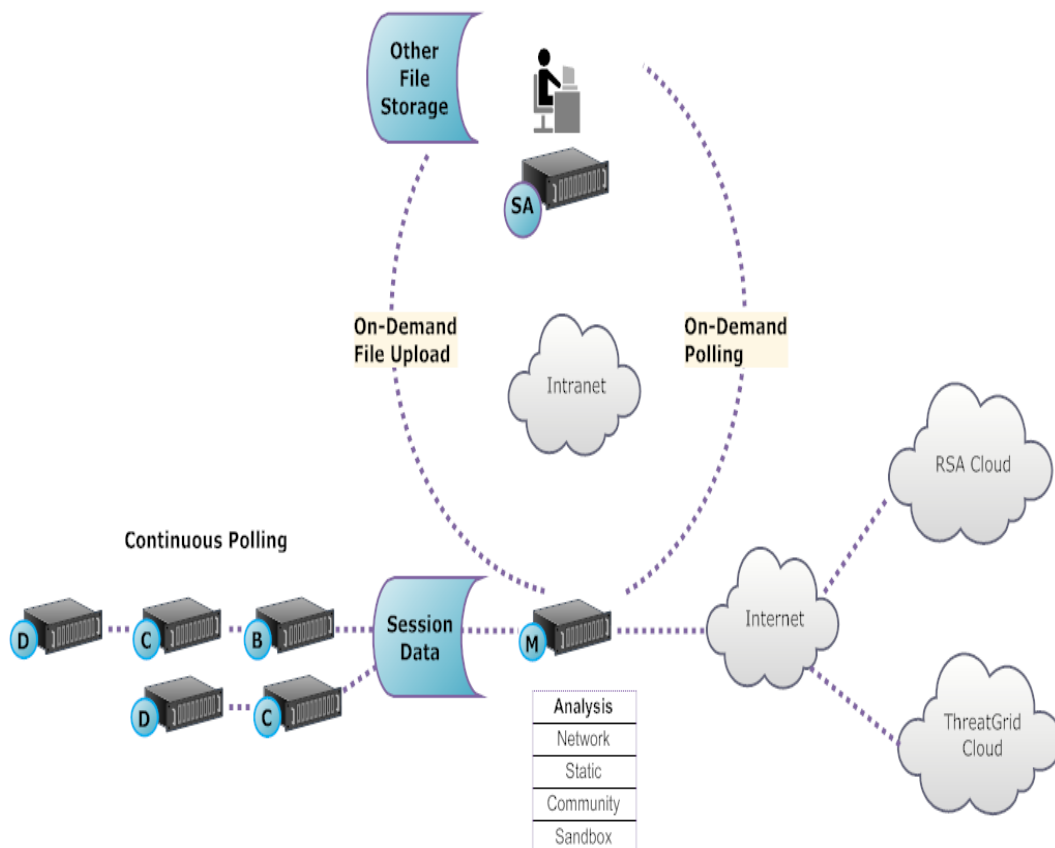 Other
File
Storage
SA
On-Demand
File Upload
On-Demand
Polling
Intranet
RSA Cloud
Continuous Polling
D
C
B
Session
Data
M
Internet
D
C
ThreatGrid
Cloud
Analysis
Network
Static
Community
Sandbox